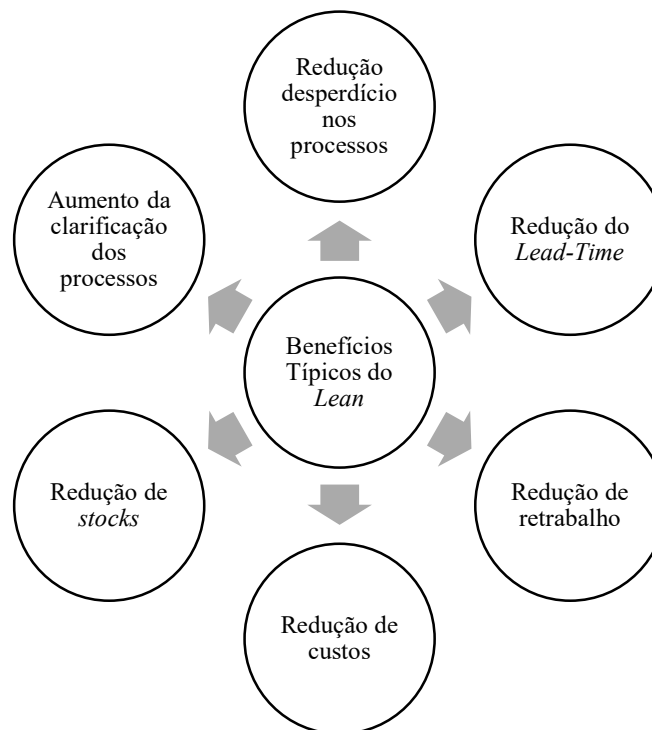 Redução
desperdício
nos
processos
Aumento da
clarificação
dos
processos
Redução do
Lead-Time
Benefícios
Típicos do
Lean
Redução de
stocks
Redução de
retrabalho
Redução de
custos